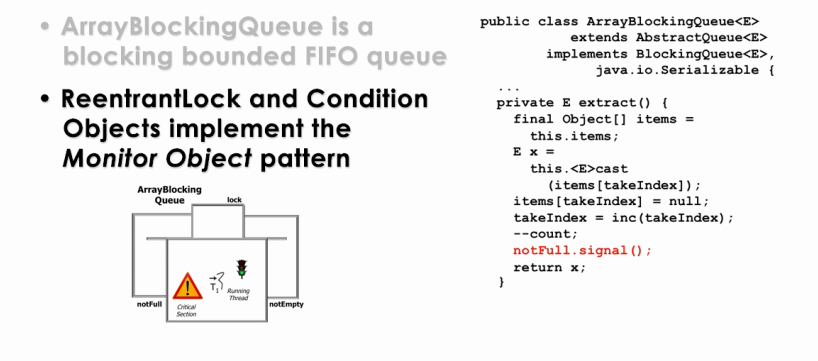 • ArrayBlockingQueue is a
blocking bounded FIFO queue
• ReentrantLock and Condition
Objects implement the
Monitor Object pattern
ArrayBlocking
Queue
lock
T1
Running
Thread
Critical
Section
notFull
notEmpty
public class ArrayBlockingQueue<E>
extends AbstractQueue<E>
implements BlockingQueue<E>,
java.io.Serializable {
...
private E extract() {
final Object[] items =
this.items;
E x =
this.<E>cast
(items[takeIndex]);
items[takeIndex] = null;
takeIndex = inc(takeIndex);
--count;
notFull.signal();
return x;
}